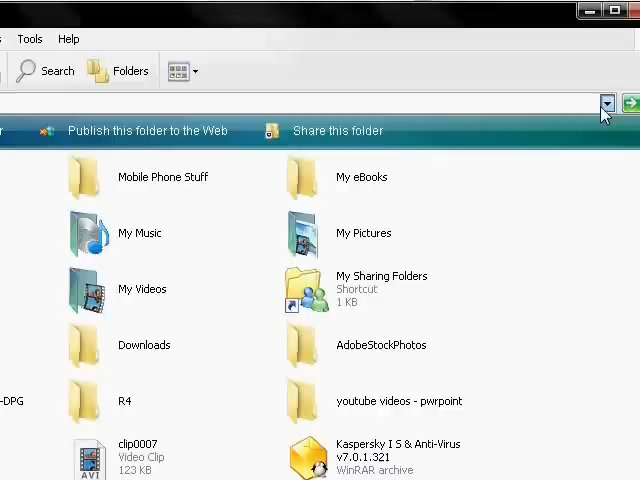 Tools Help
Search Folders
r Publish this folder to the Web Share this folder
Mobile Phone Stuff
My eBooks
My Music
My Pictures
My Videos
My Sharing Folders
Shortcut
1 KB
Downloads
AdobeStockPhotos
-DPG
R4
youtube videos - pwrpoint
clip0007
Video Clip
123 KB
AVI
Kaspersky I S & Anti-Virus
v7.0.1.321
WinRAR archive